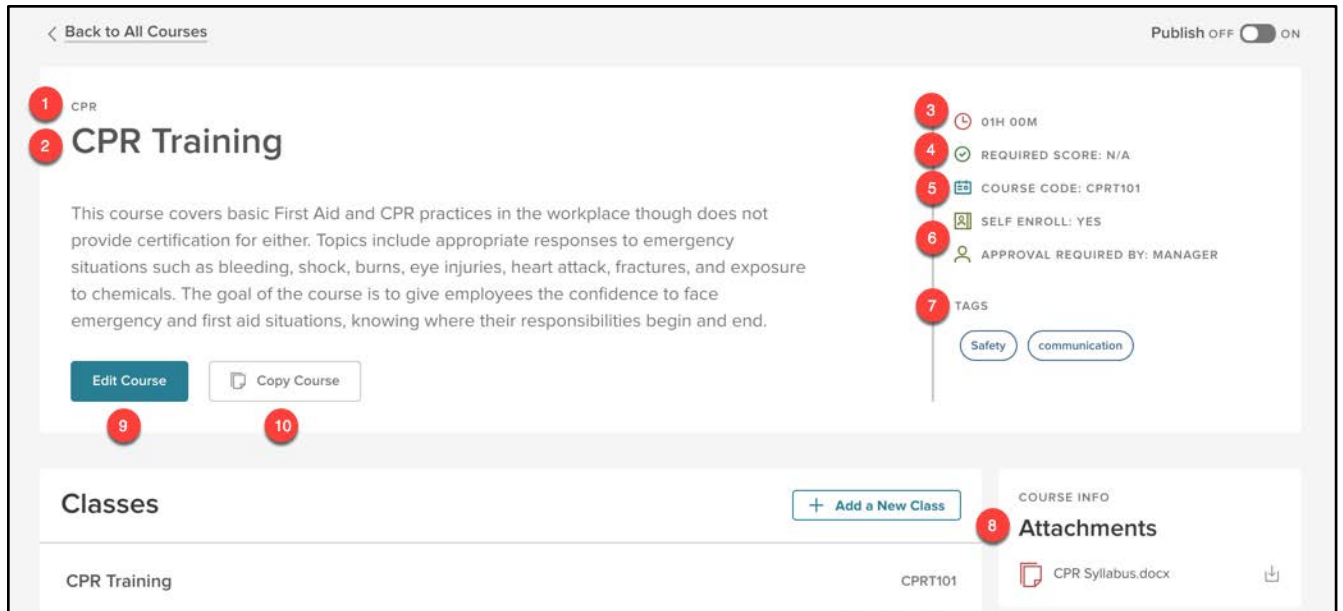 Back to All Courses
Publish OFF ON
1 CPR
2 CPR Training
This course covers basic First Aid and CPR practices in the workplace though does not
provide certification for either. Topics include appropriate responses to emergency
situations such as bleeding, shock, burns, eye injuries, heart attack, fractures, and exposure
to chemicals. The goal of the course is to give employees the confidence to face
emergency and first aid situations, knowing where their responsibilities begin and end.
Edit Course Copy Course
9 10
3 01H 00M
4 REQUIRED SCORE: N/A
5 COURSE CODE: CPRT101
SELF ENROLL: YES
6
APPROVAL REQUIRED BY: MANAGER
7 TAGS
Safety communication
Classes + Add a New Class
CPR Training CPRT101
COURSE INFO
8 Attachments
CPR Syllabus.docx